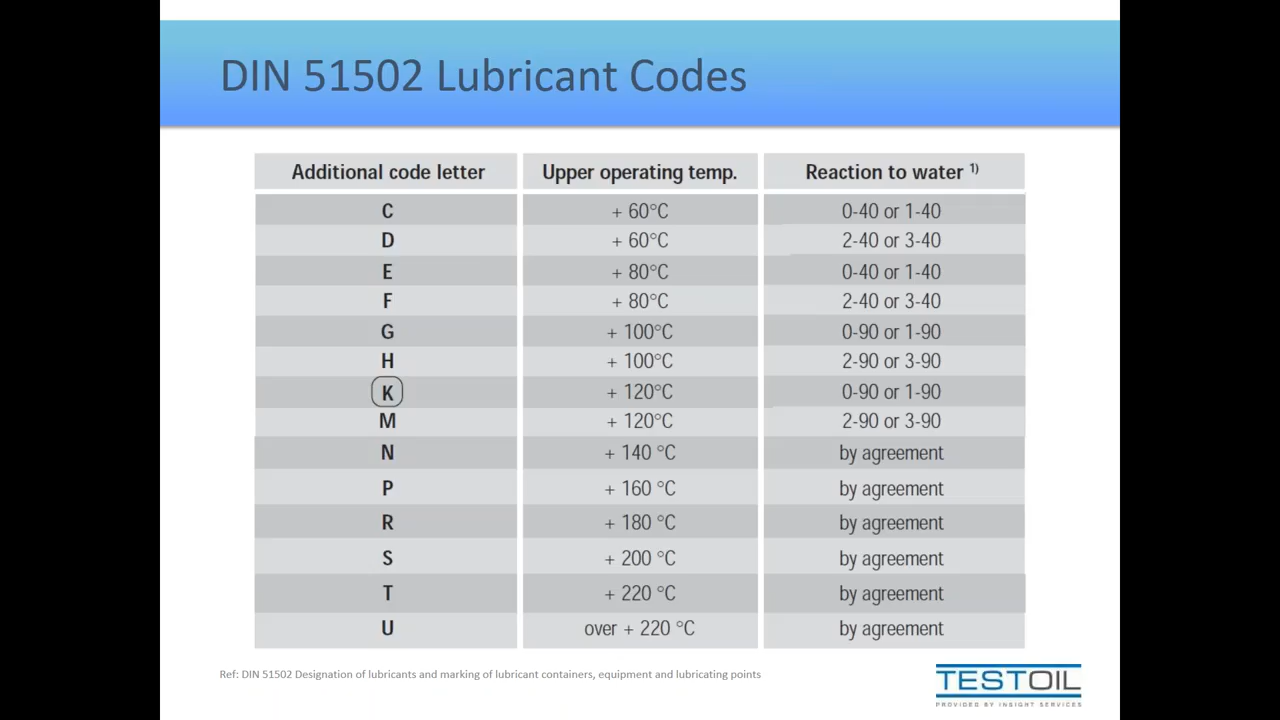 DIN 51502 Lubricant Codes
Additional code letter Upper operating temp. Reaction to water 1)
C + 60°C 0-40 or 1-40
D + 60°C 2-40 or 3-40
E + 80°C 0-40 or 1-40
F + 80°C 2-40 or 3-40
G + 100°C 0-90 or 1-90
H + 100°C 2-90 or 3-90
K + 120°C 0-90 or 1-90
M + 120°C 2-90 or 3-90
N + 140 °C by agreement
P + 160 °C by agreement
R + 180 °C by agreement
S + 200 °C by agreement
T + 220 °C by agreement
U over + 220 °C by agreement
Ref: DIN 51502 Designation of lubricants and marking of lubricant containers, equipment and lubricating points
TESTOIL
PROVIDED BY INSIGHT SERVICES